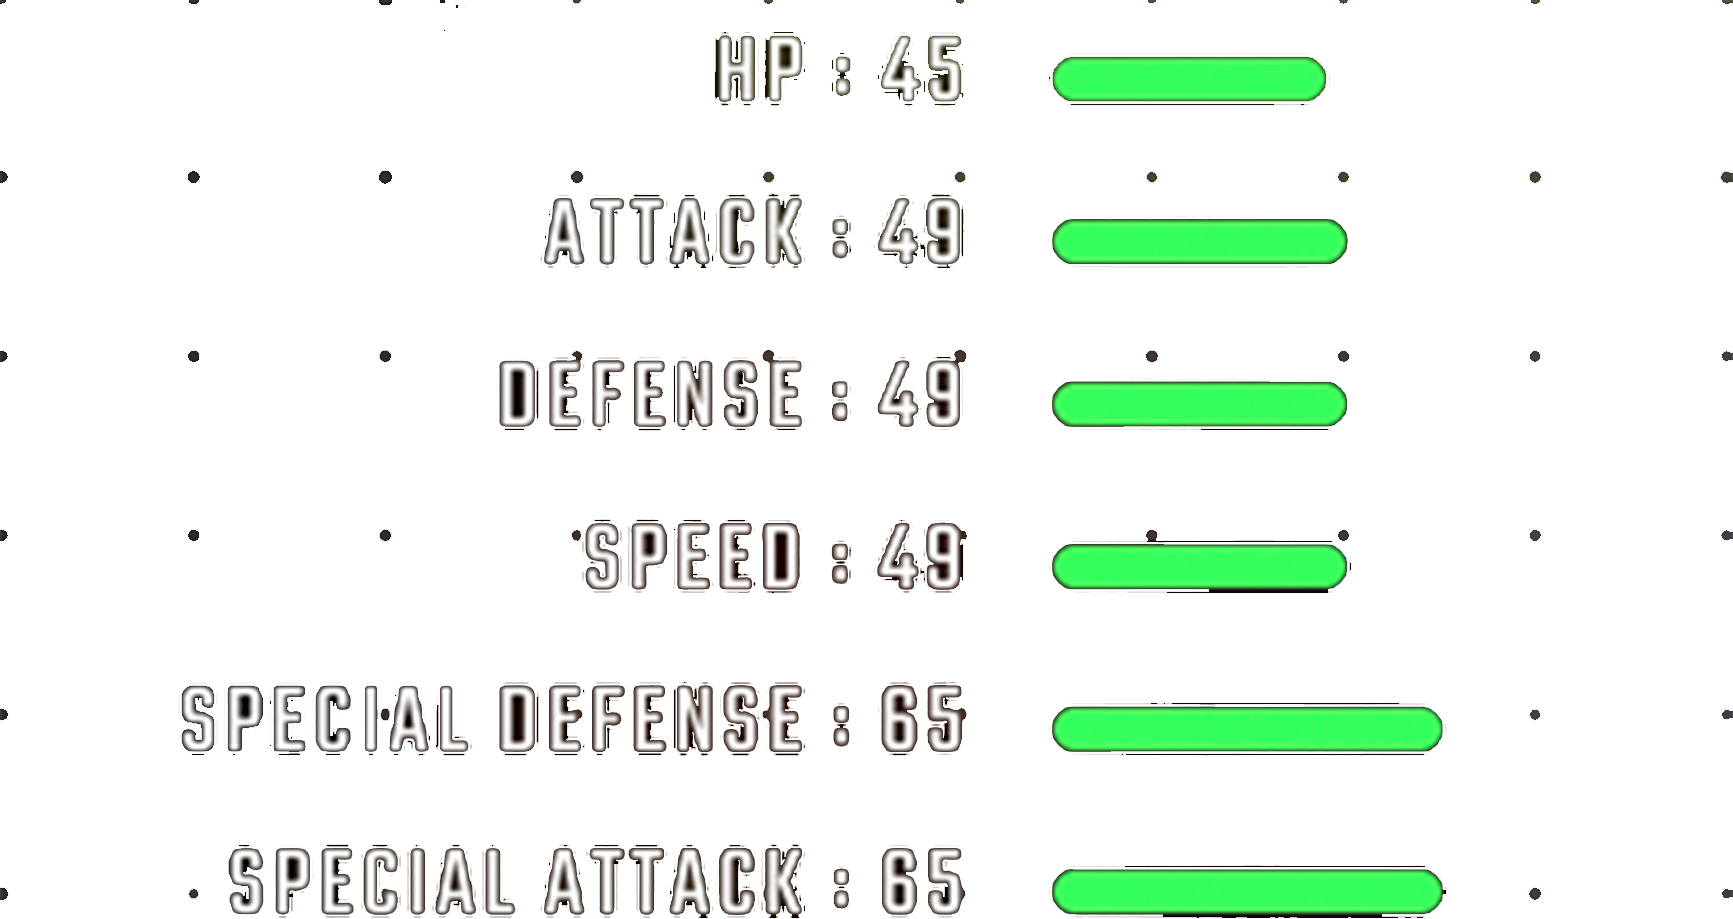 HP : 45
ATTACK : 49
DEFENSE : 49
SPEED : 49
SPECIAL DEFENSE : 65
SPECIAL ATTACK : 65